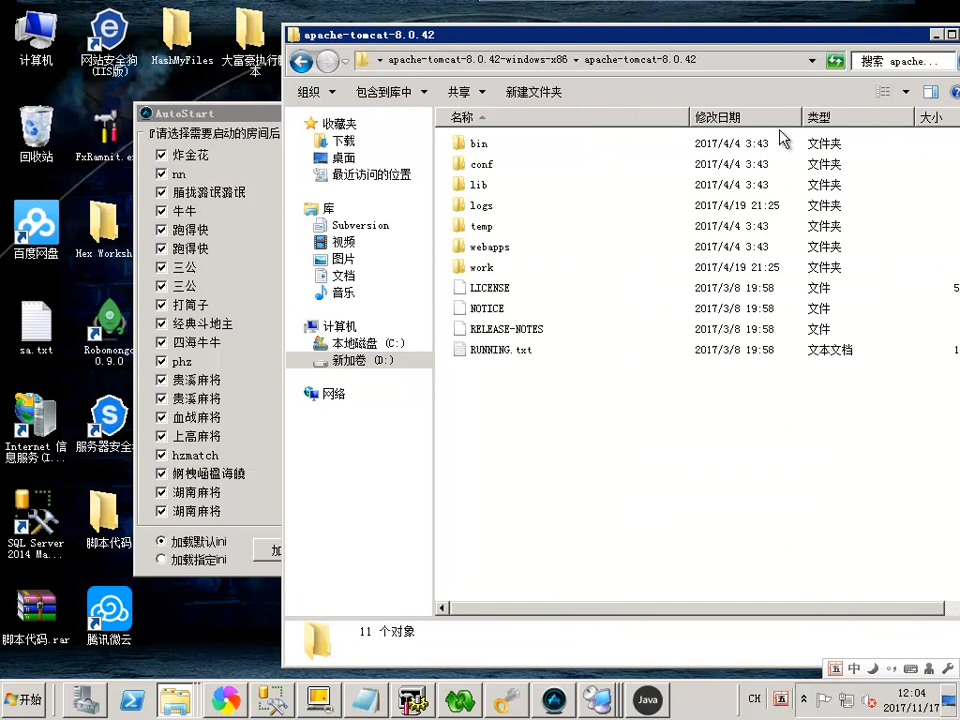 计算机
网站安全狗
(IIS版)
HashMyFiles
大富豪执行脚
本
回收站
FxRamnit.e
百度网盘
Hex Worksh
sa.txt
Robomongo
0.9.0
Internet 信
息服务(I...
服务器安全
SQL Server
2014 Ma...
脚本代码
脚本代码.rar
腾讯微云
AutoStart
请选择需要启动的房间后
炸金花
nn
牛牛
跑得快
跑得快
三公
三公
打筒子
经典斗地主
四海牛牛
phz
贵溪麻将
贵溪麻将
血战麻将
上高麻将
hzmatch
湖南麻将
湖南麻将
加载默认ini
加载指定ini
加
apache-tomcat-8.0.42
apache-tomcat-8.0.42-windows-x86
apache-tomcat-8.0.42
搜索 apache...
组织
包含到库中
共享
新建文件夹
收藏夹
下载
桌面
最近访问的位置
库
Subversion
视频
图片
文档
音乐
计算机
本地磁盘 (C:)
新加卷 (D:)
网络
名称 修改日期 类型 大小
bin 2017/4/4 3:43 文件夹
conf 2017/4/4 3:43 文件夹
lib 2017/4/4 3:43 文件夹
logs 2017/4/19 21:25 文件夹
temp 2017/4/4 3:43 文件夹
webapps 2017/4/4 3:43 文件夹
work 2017/4/19 21:25 文件夹
LICENSE 2017/3/8 19:58 文件 5
NOTICE 2017/3/8 19:58 文件
RELEASE-NOTES 2017/3/8 19:58 文件
RUNNING.txt 2017/3/8 19:58 文本文档 1
11 个对象
五 中
开始
Java
CH
五
12:04
2017/11/17